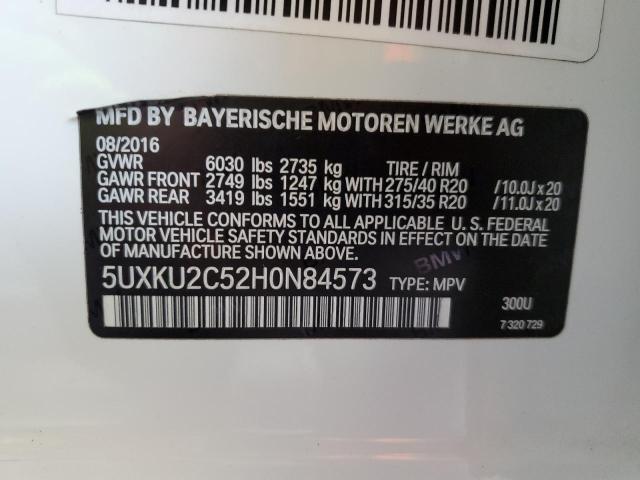 MFD BY BAYERISCHE MOTOREN WERKE AG
08/2016
GVWR 6030 lbs 2735 kg TIRE / RIM
GAWR FRONT 2749 lbs 1247 kg WITH 275/40 R20 /10.0J x 20
GAWR REAR 3419 lbs 1551 kg WITH 315/35 R20 /11.0J x 20
THIS VEHICLE CONFORMS TO ALL APPLICABLE U. S. FEDERAL
MOTOR VEHICLE SAFETY STANDARDS IN EFFECT ON THE DATE
OF MANUFACTURE SHOWN ABOVE.
BMW
5UXKU2C52H0N84573 TYPE: MPV
300U
7 320 729